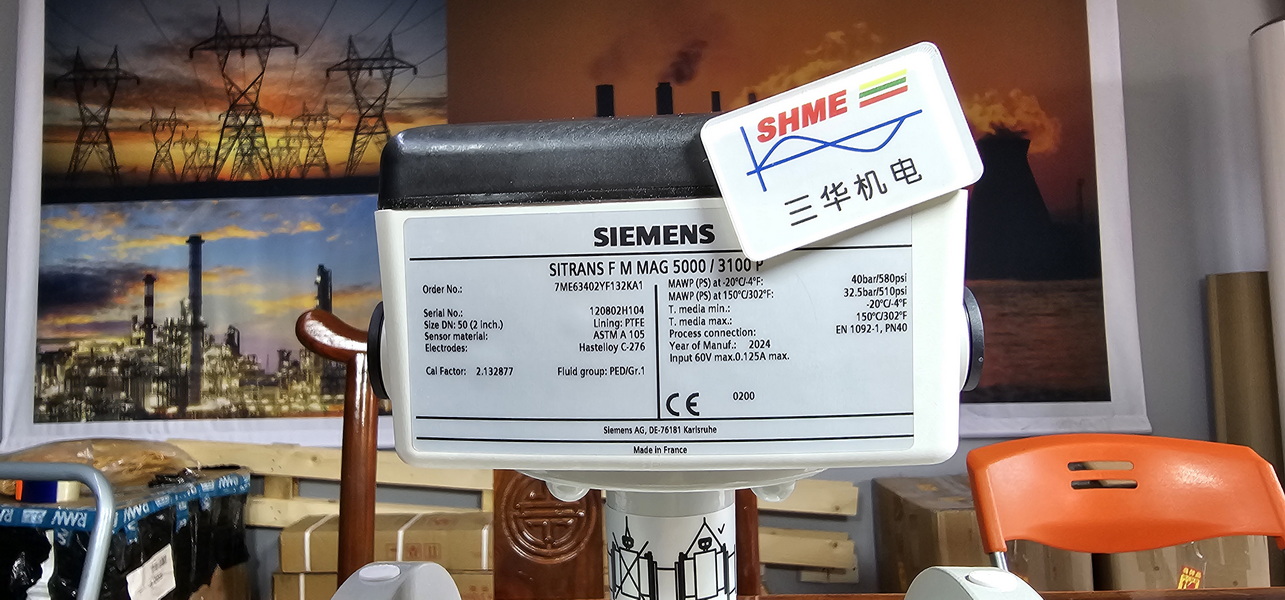 SHME
三华机电
SIEMENS
SITRANS F M MAG 5000 / 3100 P
Order No.: 7ME63402YF132KA1
Serial No.: 120802H104
Size DN: 50 (2 inch.) Lining: PTFE
Sensor material: ASTM A 105
Electrodes: Hastelloy C-276
Cal Factor: 2.132877 Fluid group: PED/Gr.1
MAWP (PS) at -20°C/-4°F: 40bar/580psi
MAWP (PS) at 150°C/302°F: 32.5bar/510psi
T. media min.: -20°C/-4°F
T. media max.: 150°C/302°F
Process connection: EN 1092-1, PN40
Year of Manuf.: 2024
Input 60V max.0.125A max.
CE 0200
Siemens AG, DE-76181 Karlsruhe
Made in France